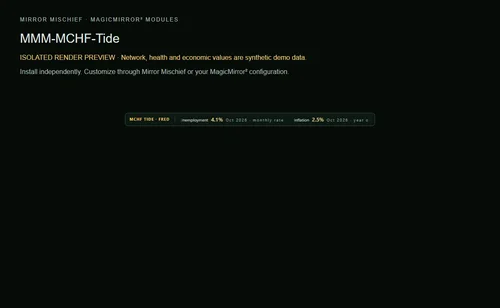 MIRROR MISCHIEF · MAGICMIRROR² MODULES
MMM-MCHF-Tide
ISOLATED RENDER PREVIEW · Network, health and economic values are synthetic demo data.
Install independently. Customize through Mirror Mischief or your MagicMirror² configuration.
MCHF TIDE · FRED Unemployment 4.1% Oct 2026 · monthly rate Inflation 2.5% Oct 2026 · year o